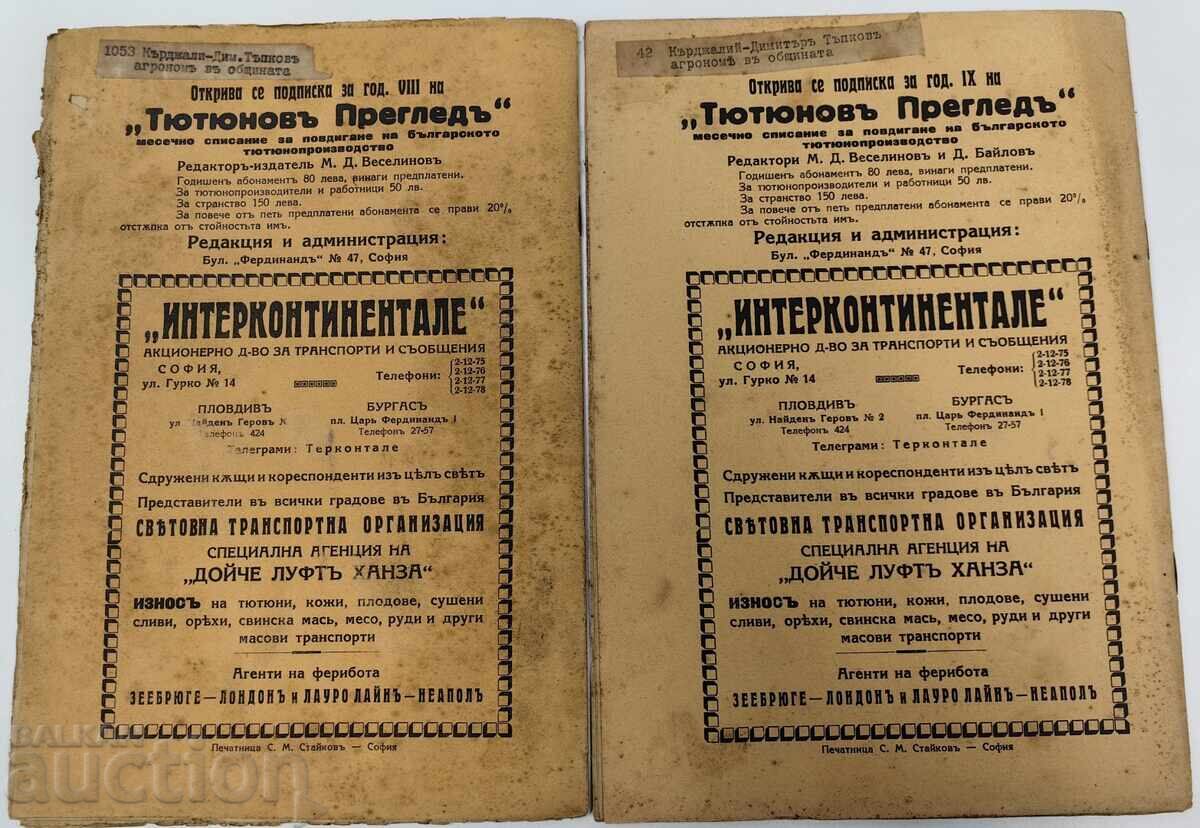 1053 Кърджали-Дим.Тъпковъ
агрономъ въ общината
Открива се подписка за год. VIII на
„Тютюновъ Прегледъ“
месечно списание за повдигане на българското
тютюнопроизводство
Редакторъ-издатель М. Д. Веселиновъ
Годишенъ абонаментъ 80 лева, винаги предплатени.
За тютюнопроизводители и работници 50 лв.
За странство 150 лева.
За повече отъ петь предплатени абонамента се прави 20%
отстѫпка отъ стойностьта имъ.
Редакция и администрация:
Бул. „Фердинандъ“ № 47, София
„ИНТЕРКОНТИНЕНТАЛЕ“
АКЦИОНЕРНО Д-ВО ЗА ТРАНСПОРТИ И СЪОБЩЕНИЯ
СОФИЯ,
ул. Гурко № 14
Телефони:
2-12-75
2-12-76
2-12-77
2-12-78
ПЛОВДИВЪ
ул Найденъ Геровъ №
Телефонъ 424
БУРГАСЪ
пл. Царь Фердинандъ 1
Телефонъ 27-57
Телеграми: Терконтале
Сдружени кѫщи и кореспонденти изъ цѣлъ свѣтъ
Представители въ всички градове въ България
СВѢТОВНА ТРАНСПОРТНА ОРГАНИЗАЦИЯ
СПЕЦИАЛНА АГЕНЦИЯ НА
„ДОЙЧЕ ЛУФТЪ ХАНЗА“
ИЗНОСЪ на тютюни, кожи, плодове, сушени
сливи, орѣхи, свинска мась, месо, руди и други
масови транспорти
Агенти на ферибота
ЗЕЕБРЮГЕ—ЛОНДОНЪ и ЛАУРО ЛАЙНЪ—НЕАПОЛЪ
Печатница С. М. Стайковъ — София
42 Кърджалий-Димитъръ Тъпковъ
агрономъ въ общината
Открива се подписка за год. IX на
„Тютюновъ Прегледъ“
месечно списание за повдигане на българското
тютюнопроизводство
Редактори М. Д. Веселиновъ и Д. Байловъ
Годишенъ абонаментъ 80 лева, винаги предплатени.
За тютюнопроизводители и работници 50 лв.
За странство 150 лева.
За повече отъ петь предплатени абонамента се прави 20%
отстѫпка отъ стойностьта имъ.
Редакция и администрация:
Бул. „Фердинандъ“ № 47, София
„ИНТЕРКОНТИНЕНТАЛЕ“
АКЦИОНЕРНО Д-ВО ЗА ТРАНСПОРТИ И СЪОБЩЕНИЯ
СОФИЯ,
ул. Гурко № 14
Телефони:
2-12-75
2-12-76
2-12-77
2-12-78
ПЛОВДИВЪ
ул. Найденъ Геровъ № 2
Телефонъ 424
БУРГАСЪ
пл. Царь Фердинандъ 1
Телефонъ 27-57
Телеграми: Терконтале
Сдружени кѫщи и кореспонденти изъ цѣлъ свѣтъ
Представители въ всички градове въ България
СВѢТОВНА ТРАНСПОРТНА ОРГАНИЗАЦИЯ
СПЕЦИАЛНА АГЕНЦИЯ НА
„ДОЙЧЕ ЛУФТЪ ХАНЗА“
ИЗНОСЪ на тютюни, кожи, плодове, сушени
сливи, орѣхи, свинска мась, месо, руди и други
масови транспорти
Агенти на ферибота
ЗЕЕБРЮГЕ—ЛОНДОНЪ и ЛАУРО ЛАЙНЪ—НЕАПОЛЪ
Печатница С. М. Стайковъ — София
BALKAN
auction